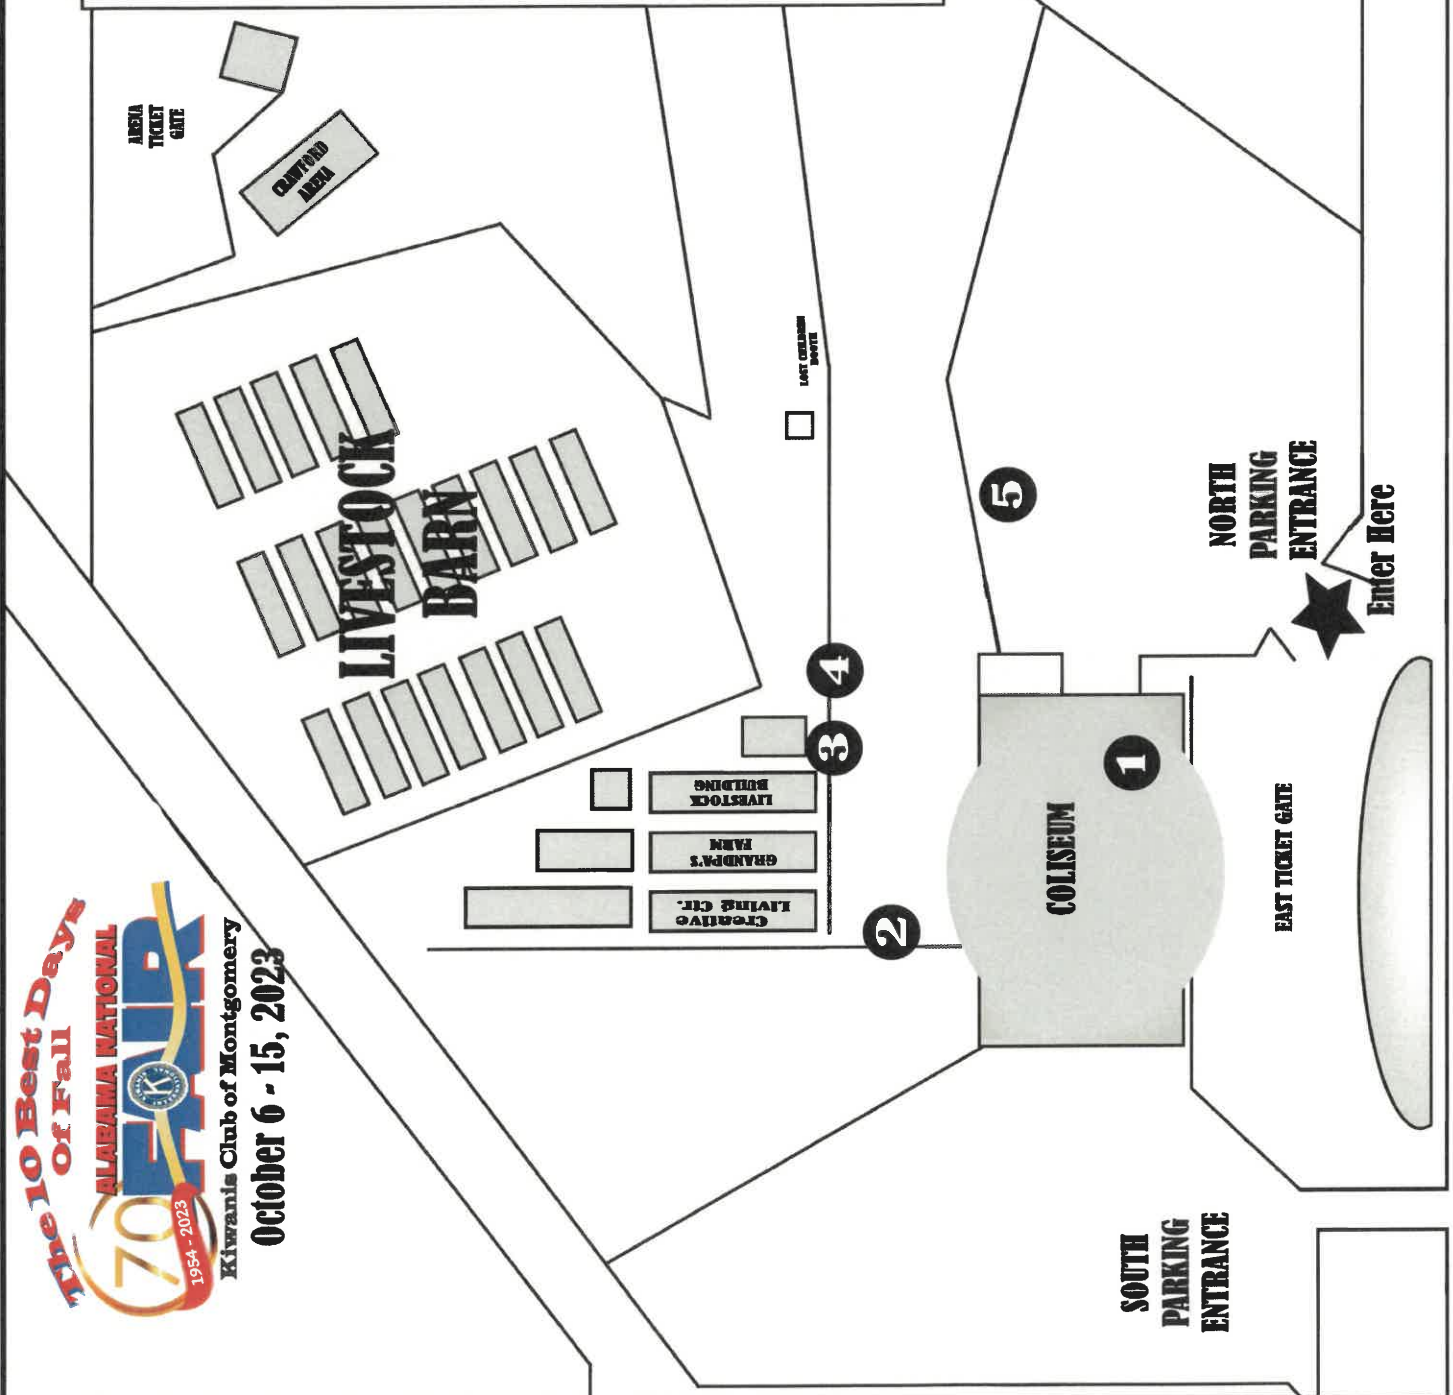 The 10 Best Days
Of Fall
ALABAMA NATIONAL
FAIR
K
70
1954 - 2023
Kiwanis Club of Montgomery
October 6 - 15, 2023
ARENA
TICKET
GATE
CRAWFORD
ARENA
LIVESTOCK
BARN
LOST CHILDREN
BOOTH
LIVESTOCK
BUILDING
GRANDPA'S
FARM
Creative
Living Ctr.
1
2
3
4
5
COLISEUM
EAST TICKET GATE
NORTH
PARKING
ENTRANCE
Enter Here
SOUTH
PARKING
ENTRANCE